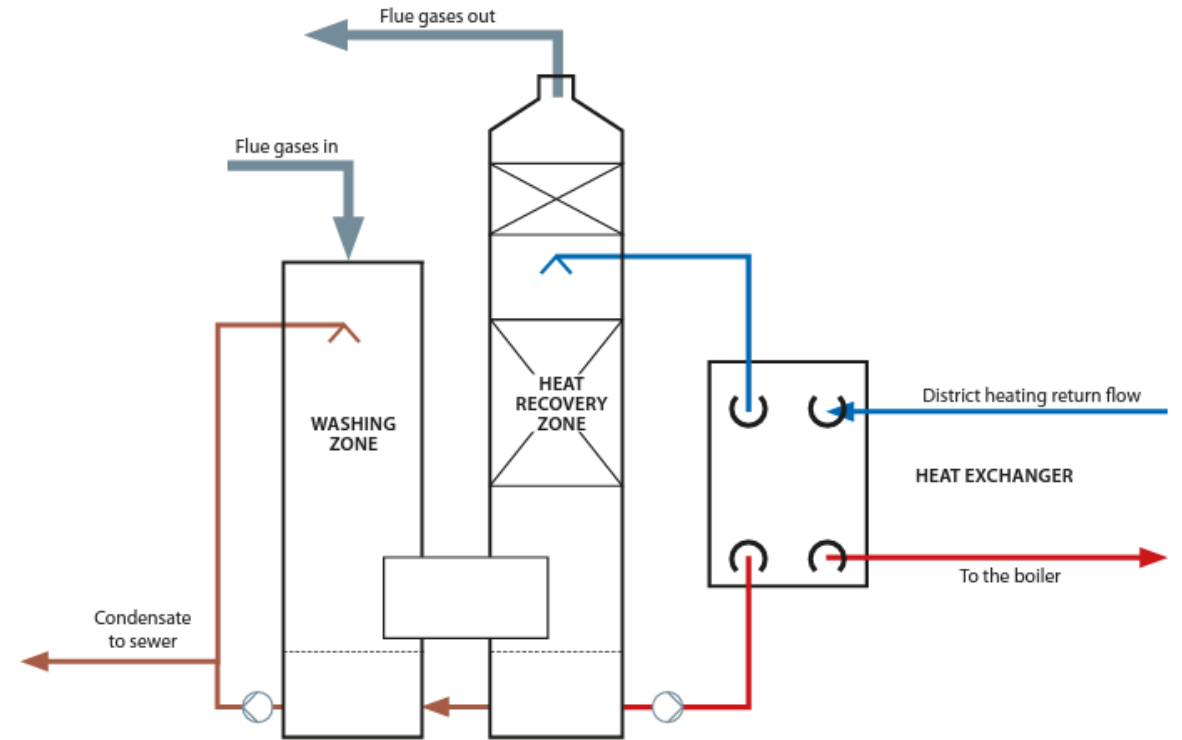 Flue gases out
Flue gases in
HEAT
RECOVERY
ZONE
WASHING
ZONE
District heating return flow
HEAT EXCHANGER
To the boiler
Condensate
to sewer